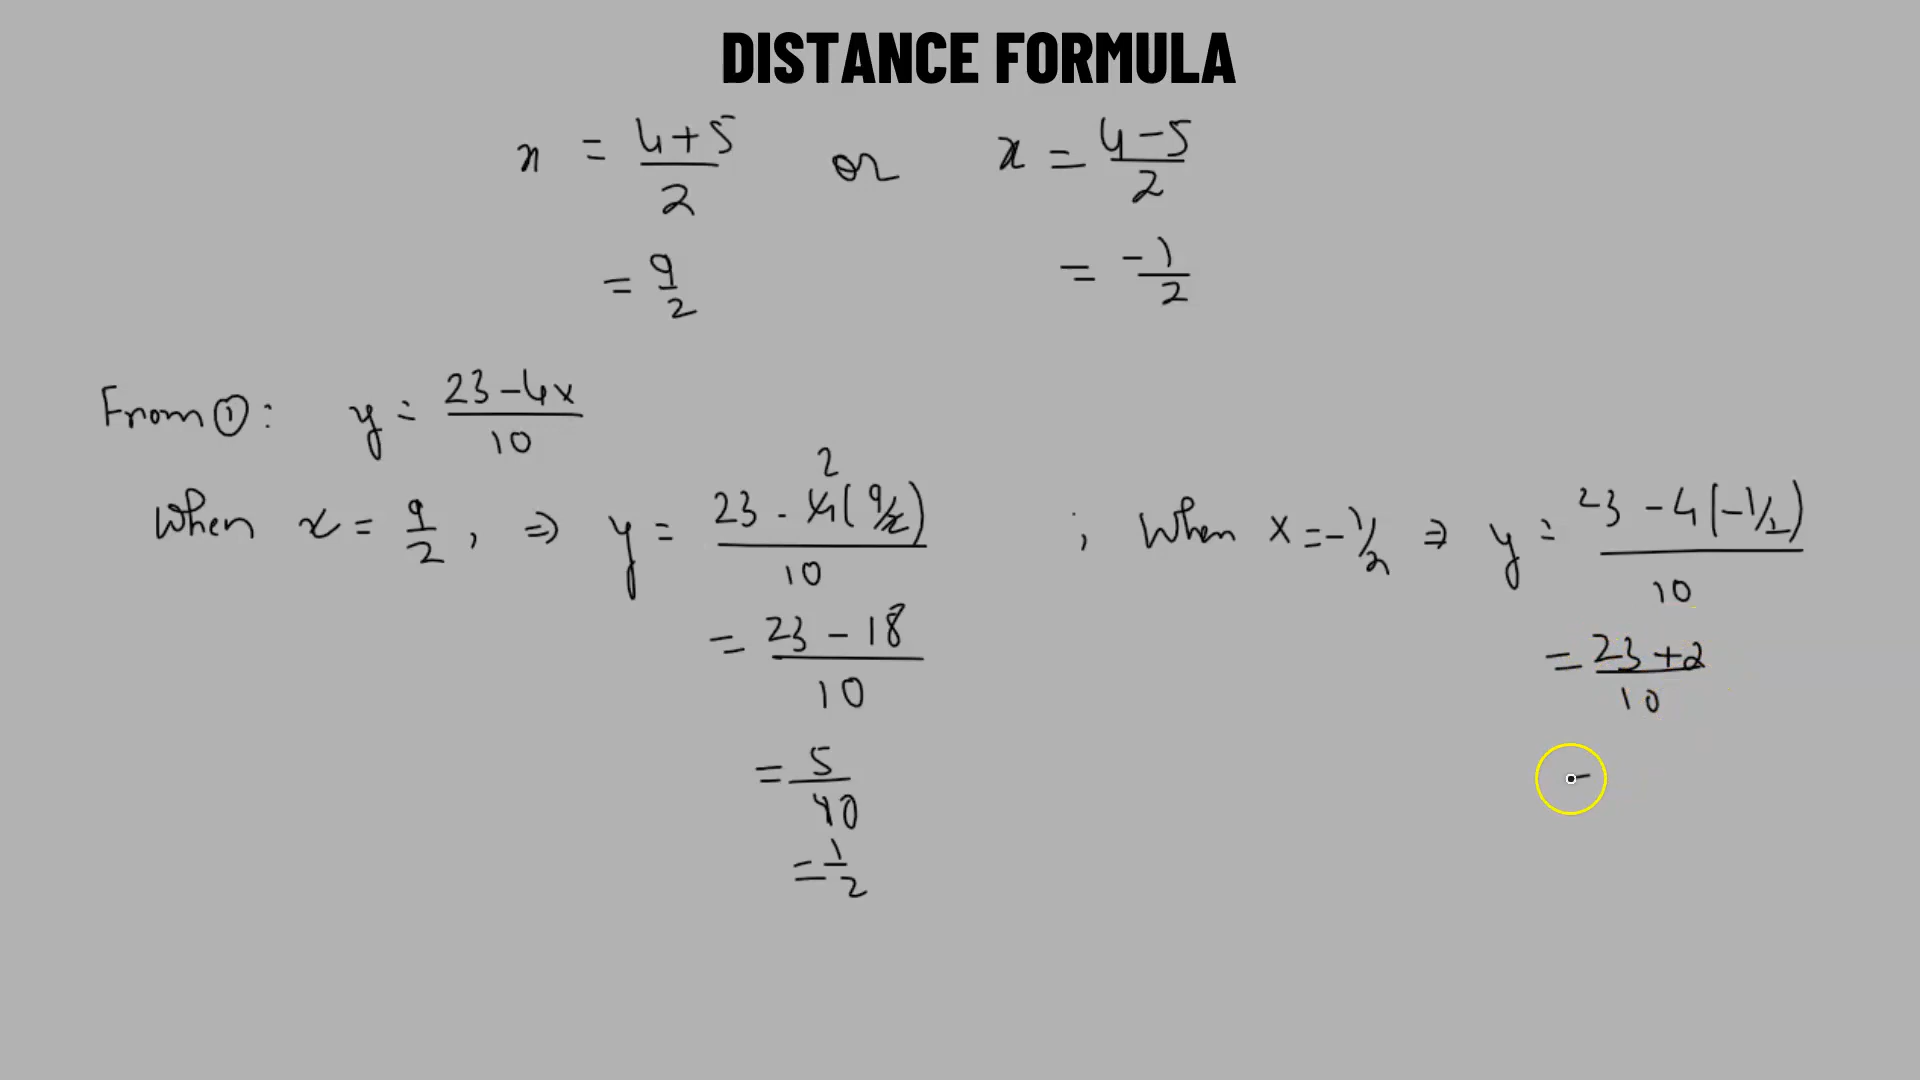 DISTANCE FORMULA
x = (4+5)/2 or x = (4-5)/2
= 9/2 = -1/2
From ①: y = (23-4x)/10
When x = 9/2, ⇒ y = (23 - 4(9/2))/10 ; When x = -1/2 ⇒ y = (23-4(-1/2))/10
2
= (23-18)/10 = (23+2)/10
= 5/10
= 1/2